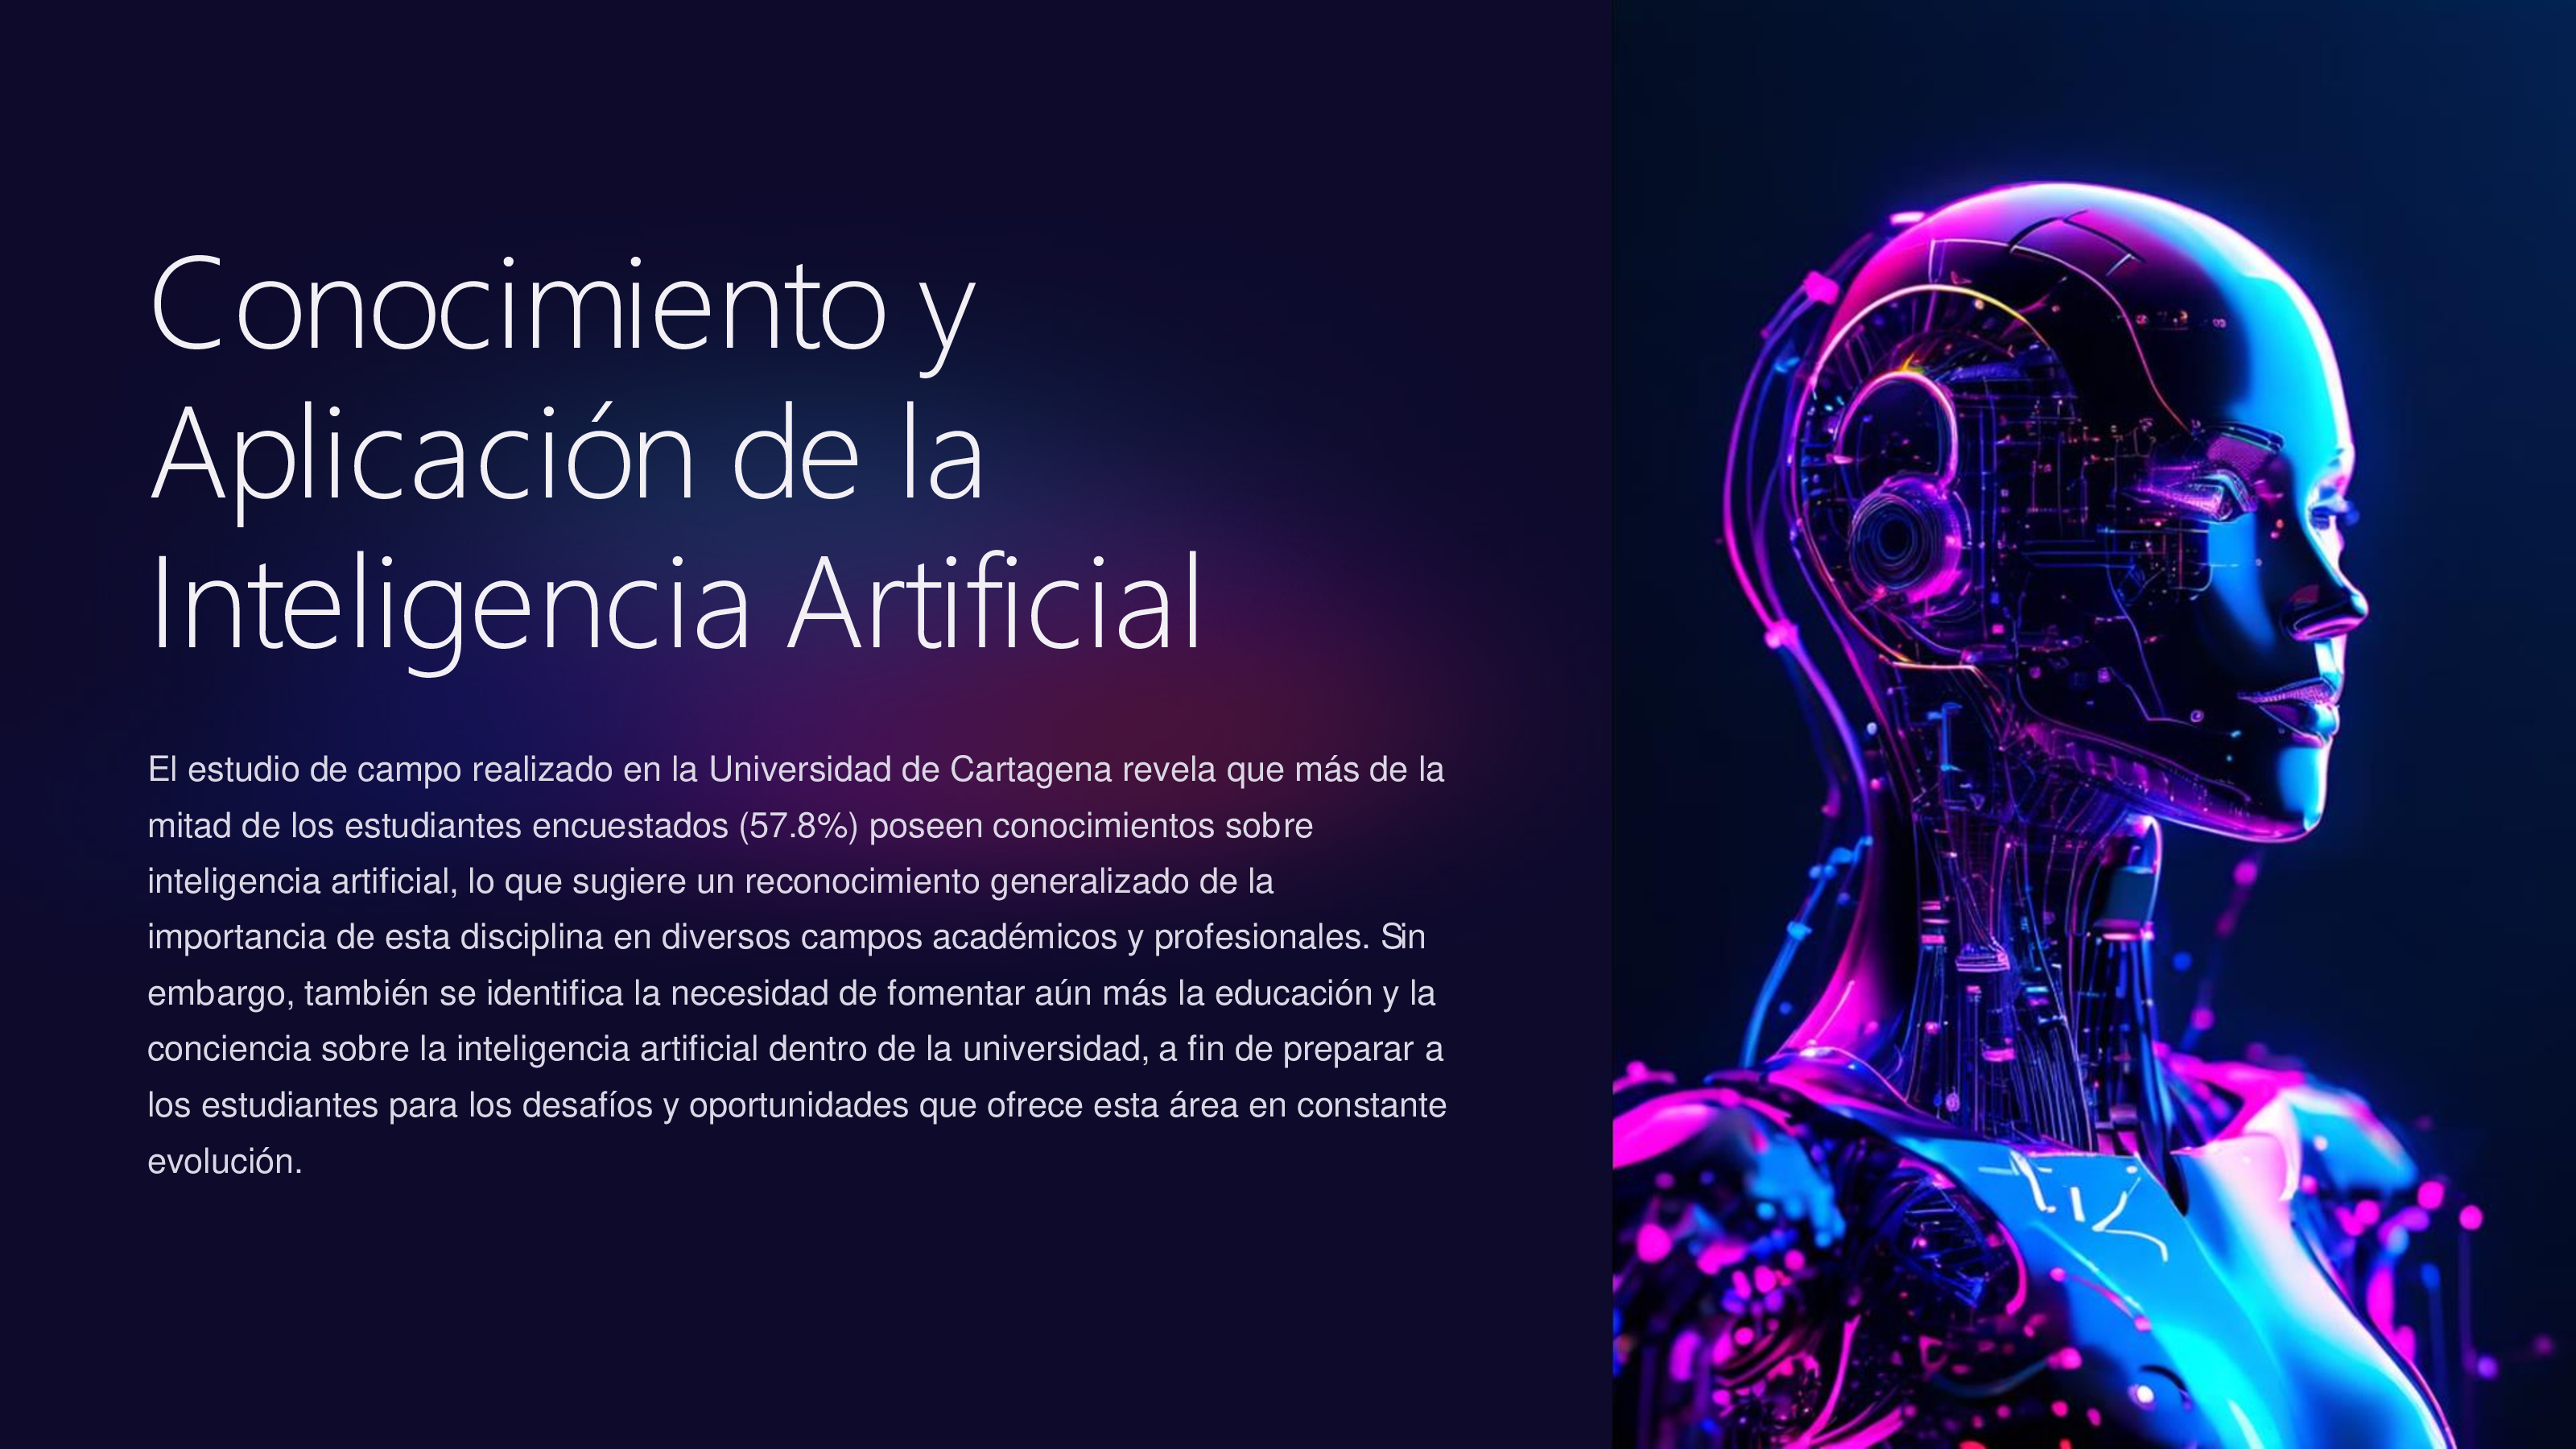 Conocimiento y
Aplicación de la
Inteligencia Artificial
El estudio de campo realizado en la Universidad de Cartagena revela que más de la
mitad de los estudiantes encuestados (57.8%) poseen conocimientos sobre
inteligencia artificial, lo que sugiere un reconocimiento generalizado de la
importancia de esta disciplina en diversos campos académicos y profesionales. Sin
embargo, también se identifica la necesidad de fomentar aún más la educación y la
conciencia sobre la inteligencia artificial dentro de la universidad, a fin de preparar a
los estudiantes para los desafíos y oportunidades que ofrece esta área en constante
evolución.